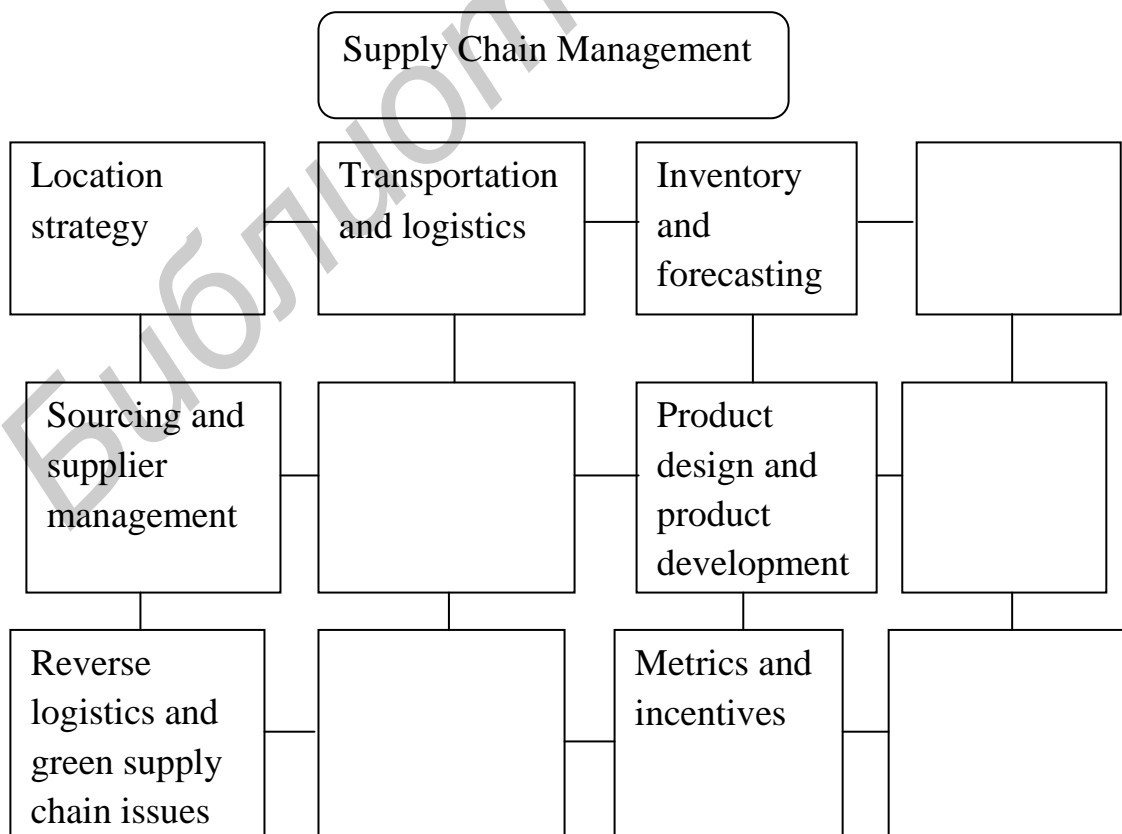 Supply Chain Management
Location
strategy
Transportation
and logistics
Inventory
and
forecasting
Sourcing and
supplier
management
Product
design and
product
development
Reverse
logistics and
green supply
chain issues
Metrics and
incentives
Библиот